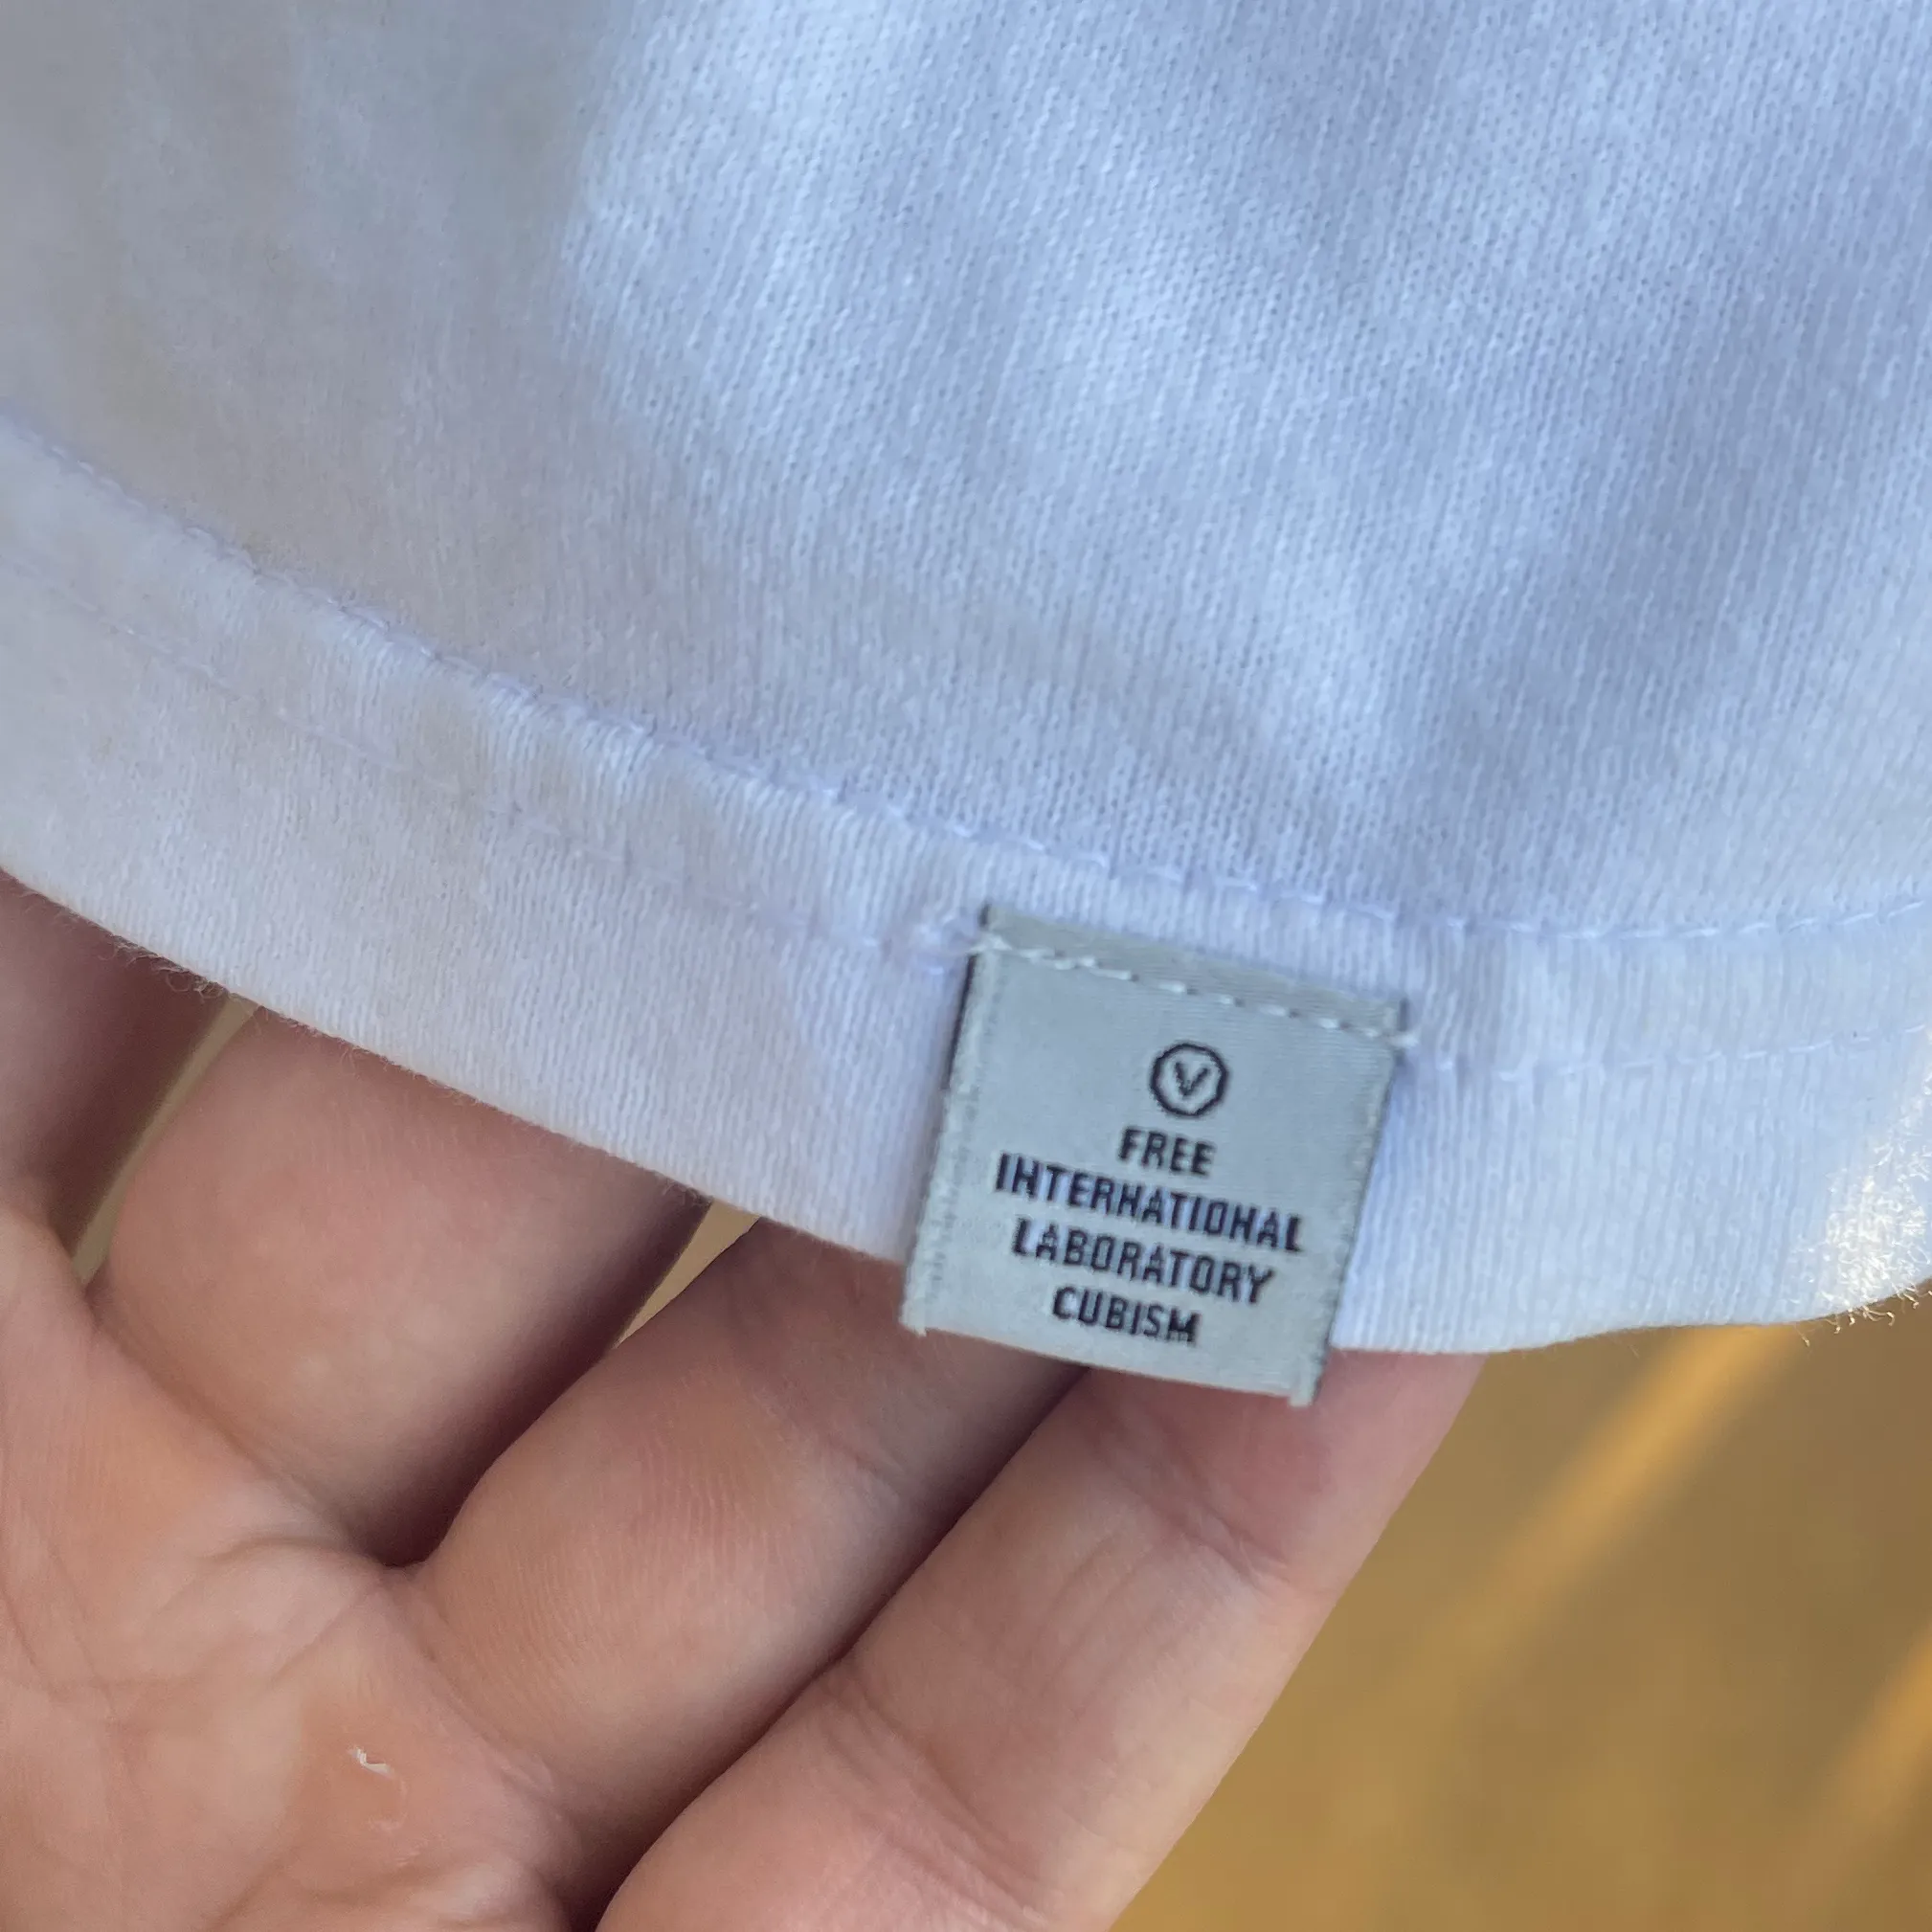 V
FREE
INTERNATIONAL
LABORATORY
CUBISM